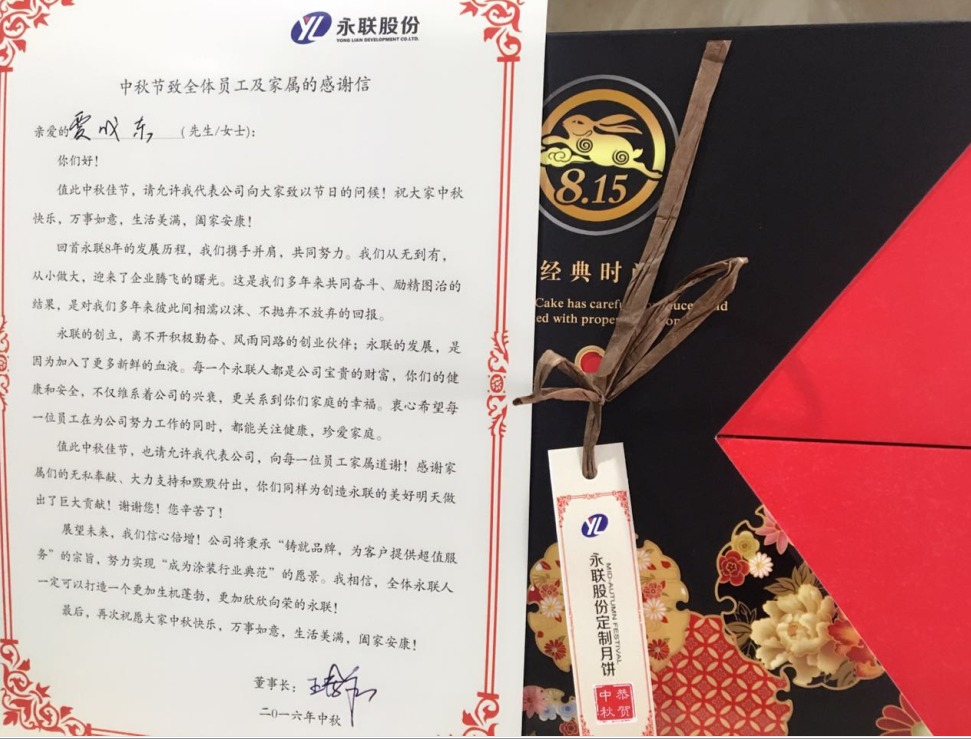 YL 永联股份
YONG LIAN DEVELOPMENT CO.LTD.
中秋节致全体员工及家属的感谢信
亲爱的贾成东(先生/女士):
你们好!
值此中秋佳节,请允许我代表公司向大家致以节日的问候!祝大家中秋
快乐,万事如意,生活美满,阖家安康!
回首永联8年的发展历程,我们携手并肩,共同努力。我们从无到有,
从小做大,迎来了企业腾飞的曙光。这是我们多年来共同奋斗、励精图治的
结果,是对我们多年来彼此间相濡以沫、不抛弃不放弃的回报。
永联的创立,离不开积极勤奋、风雨同路的创业伙伴;永联的发展,是
因为加入了更多新鲜的血液。每一个永联人都是公司宝贵的财富,你们的健
康和安全,不仅维系着公司的兴衰,更关系到你们家庭的幸福。衷心希望每
一位员工在为公司努力工作的同时,都能关注健康,珍爱家庭。
值此中秋佳节,也请允许我代表公司,向每一位员工家属道谢!感谢家
属们的无私奉献、大力支持和默默付出,你们同样为创造永联的美好明天做
出了巨大贡献!谢谢您!您辛苦了!
展望未来,我们信心倍增!公司将秉承“铸就品牌,为客户提供超值服
务”的宗旨,努力实现“成为涂装行业典范”的愿景。我相信,全体永联人
一定可以打造一个更加生机蓬勃,更加欣欣向荣的永联!
最后,再次祝愿大家中秋快乐,万事如意,生活美满,阖家安康!
董事长:
二〇一六年中秋
8.15
经典时
Cake has
ed with
YL
永联股份定制月饼
MID-AUTUMN FESTIVAL
恭贺
中秋